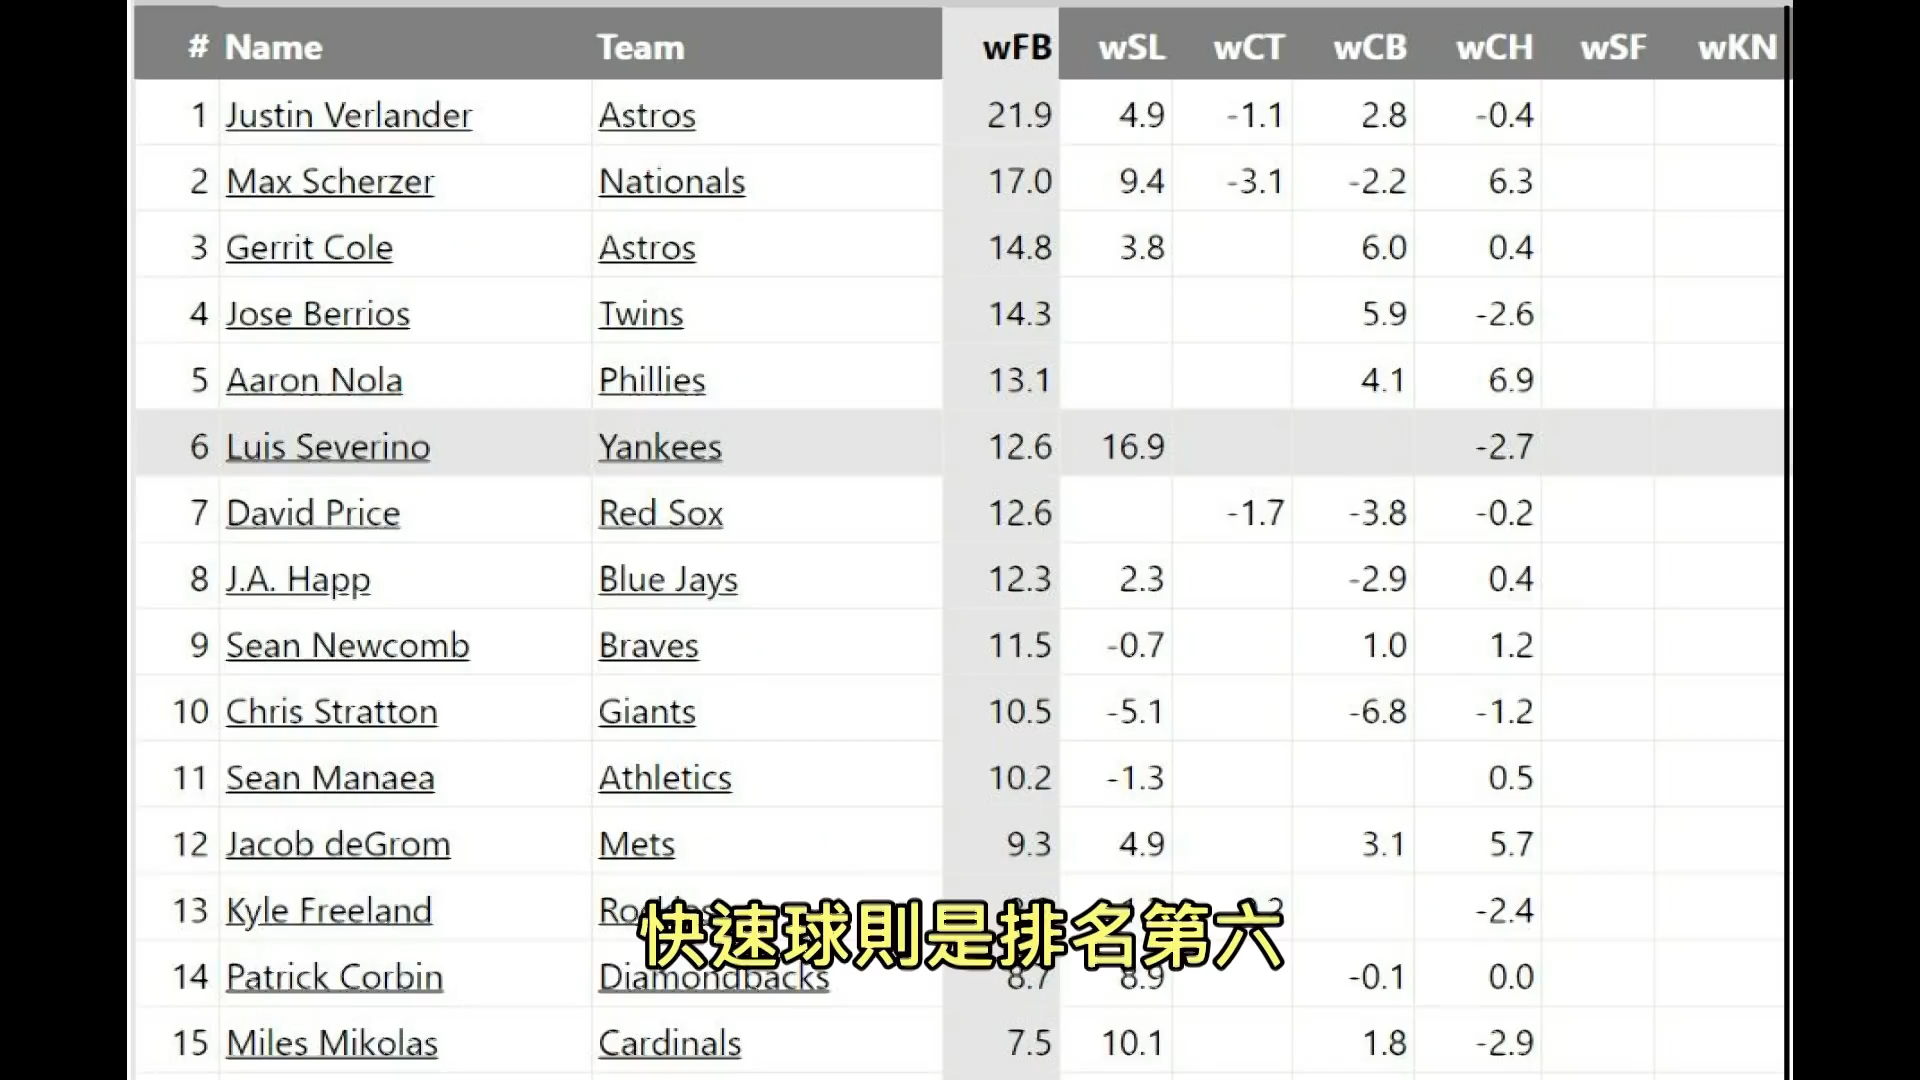 # Name Team wFB wSL wCT wCB wCH wSF wKN
1 Justin Verlander Astros 21.9 4.9 -1.1 2.8 -0.4
2 Max Scherzer Nationals 17.0 9.4 -3.1 -2.2 6.3
3 Gerrit Cole Astros 14.8 3.8 6.0 0.4
4 Jose Berrios Twins 14.3 5.9 -2.6
5 Aaron Nola Phillies 13.1 4.1 6.9
6 Luis Severino Yankees 12.6 16.9 -2.7
7 David Price Red Sox 12.6 -1.7 -3.8 -0.2
8 J.A. Happ Blue Jays 12.3 2.3 -2.9 0.4
9 Sean Newcomb Braves 11.5 -0.7 1.0 1.2
10 Chris Stratton Giants 10.5 -5.1 -6.8 -1.2
11 Sean Manaea Athletics 10.2 -1.3 0.5
12 Jacob deGrom Mets 9.3 4.9 3.1 5.7
13 Kyle Freeland -2.4
快速球則是排名第六
14 Patrick Corbin Diamondbacks 8.7 8.9 -0.1 0.0
15 Miles Mikolas Cardinals 7.5 10.1 1.8 -2.9